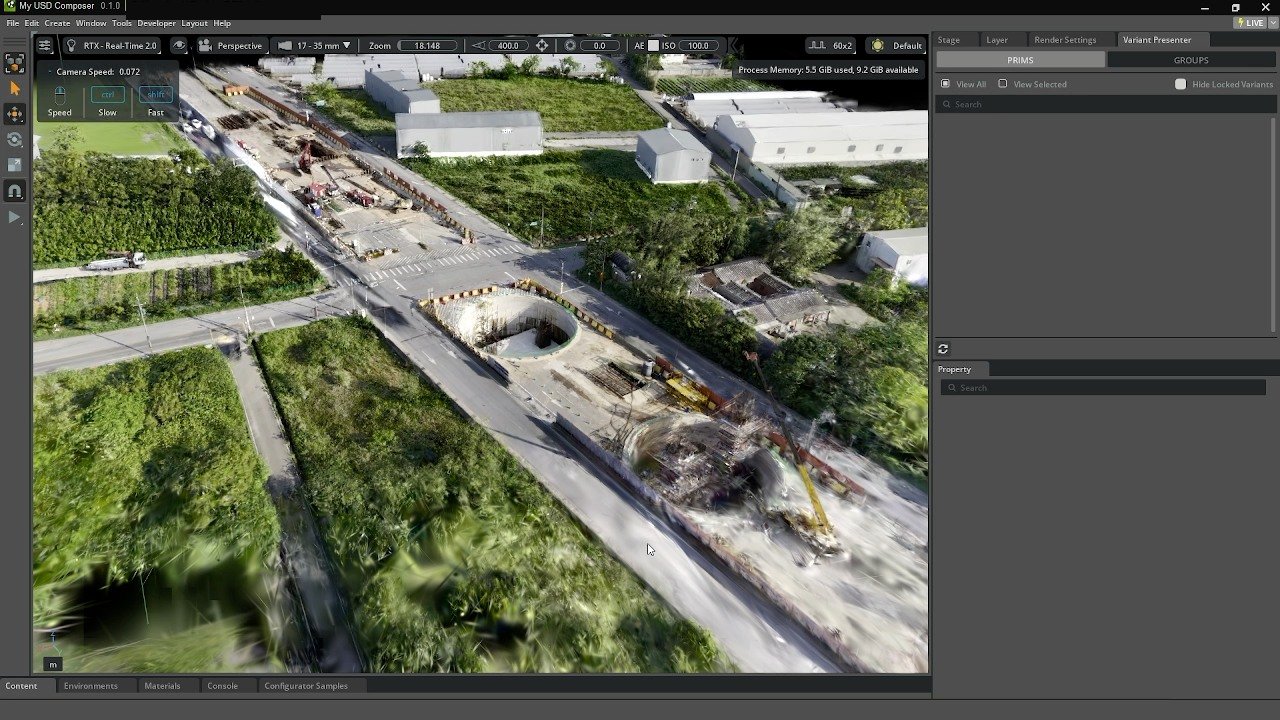 My USD Composer 0.1.0
File Edit Create Window Tools Developer Layout Help
LIVE
RTX - Real-Time 2.0
Perspective
17 - 35 mm
Zoom 18.148
400.0
0.0
AE ISO 100.0
60x2
Default
Camera Speed: 0.072
ctrl
shift
Speed
Slow
Fast
Process Memory: 5.5 GiB used, 9.2 GiB available
m
Stage
Layer
Render Settings
Variant Presenter
PRIMS
GROUPS
View All
View Selected
Hide Locked Variants
Search
Property
Search
Content
Environments
Materials
Console
Configurator Samples